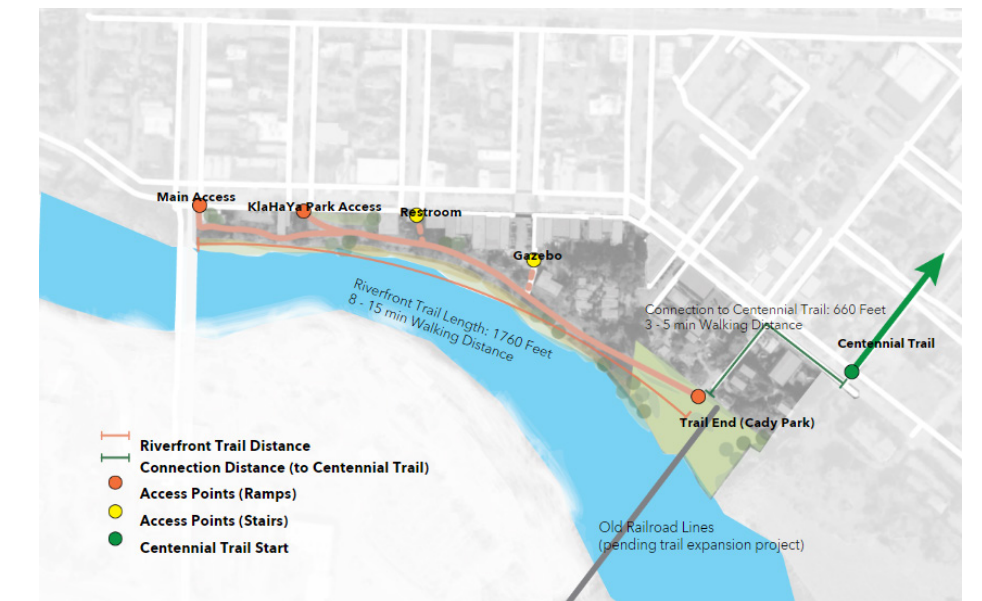 Main Access
KlaHaYa Park Access
Restroom
Gazebo
Riverfront Trail Length: 1760 Feet
8 - 15 min Walking Distance
Connection to Centennial Trail: 660 Feet
3 - 5 min Walking Distance
Centennial Trail
Trail End (Cady Park)
Riverfront Trail Distance
Connection Distance (to Centennial Trail)
Access Points (Ramps)
Access Points (Stairs)
Centennial Trail Start
Old Railroad Lines
(pending trail expansion project)